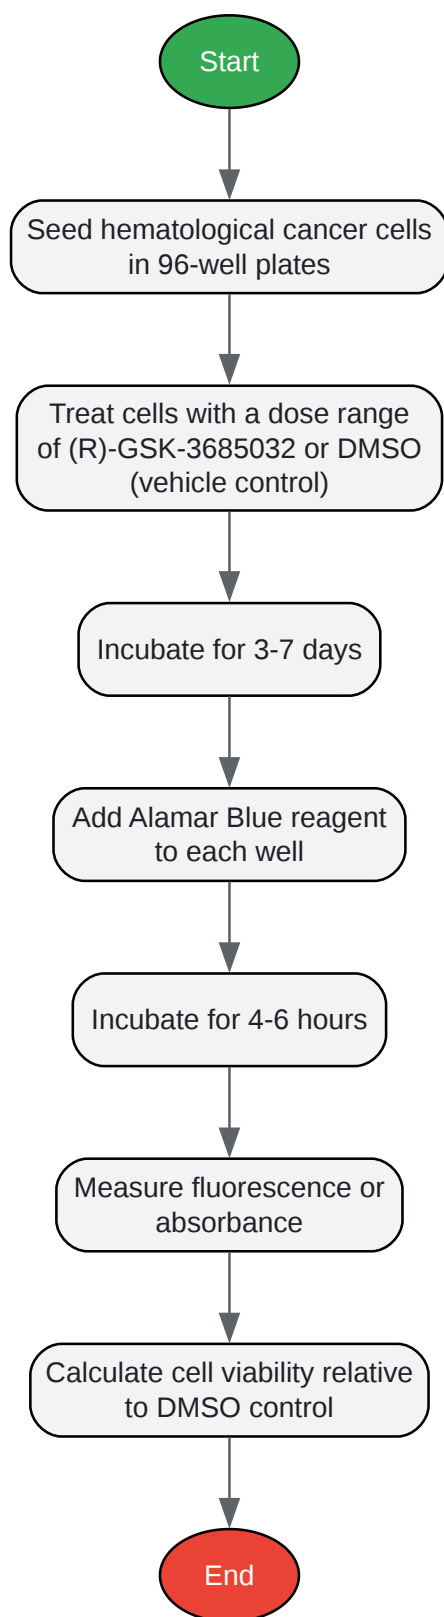 Start
Seed hematological cancer cells
in 96-well plates
Treat cells with a dose range
of (R)-GSK-3685032 or DMSO
(vehicle control)
Incubate for 3-7 days
Add Alamar Blue reagent
to each well
Incubate for 4-6 hours
Measure fluorescence or
absorbance
Calculate cell viability relative
to DMSO control
End